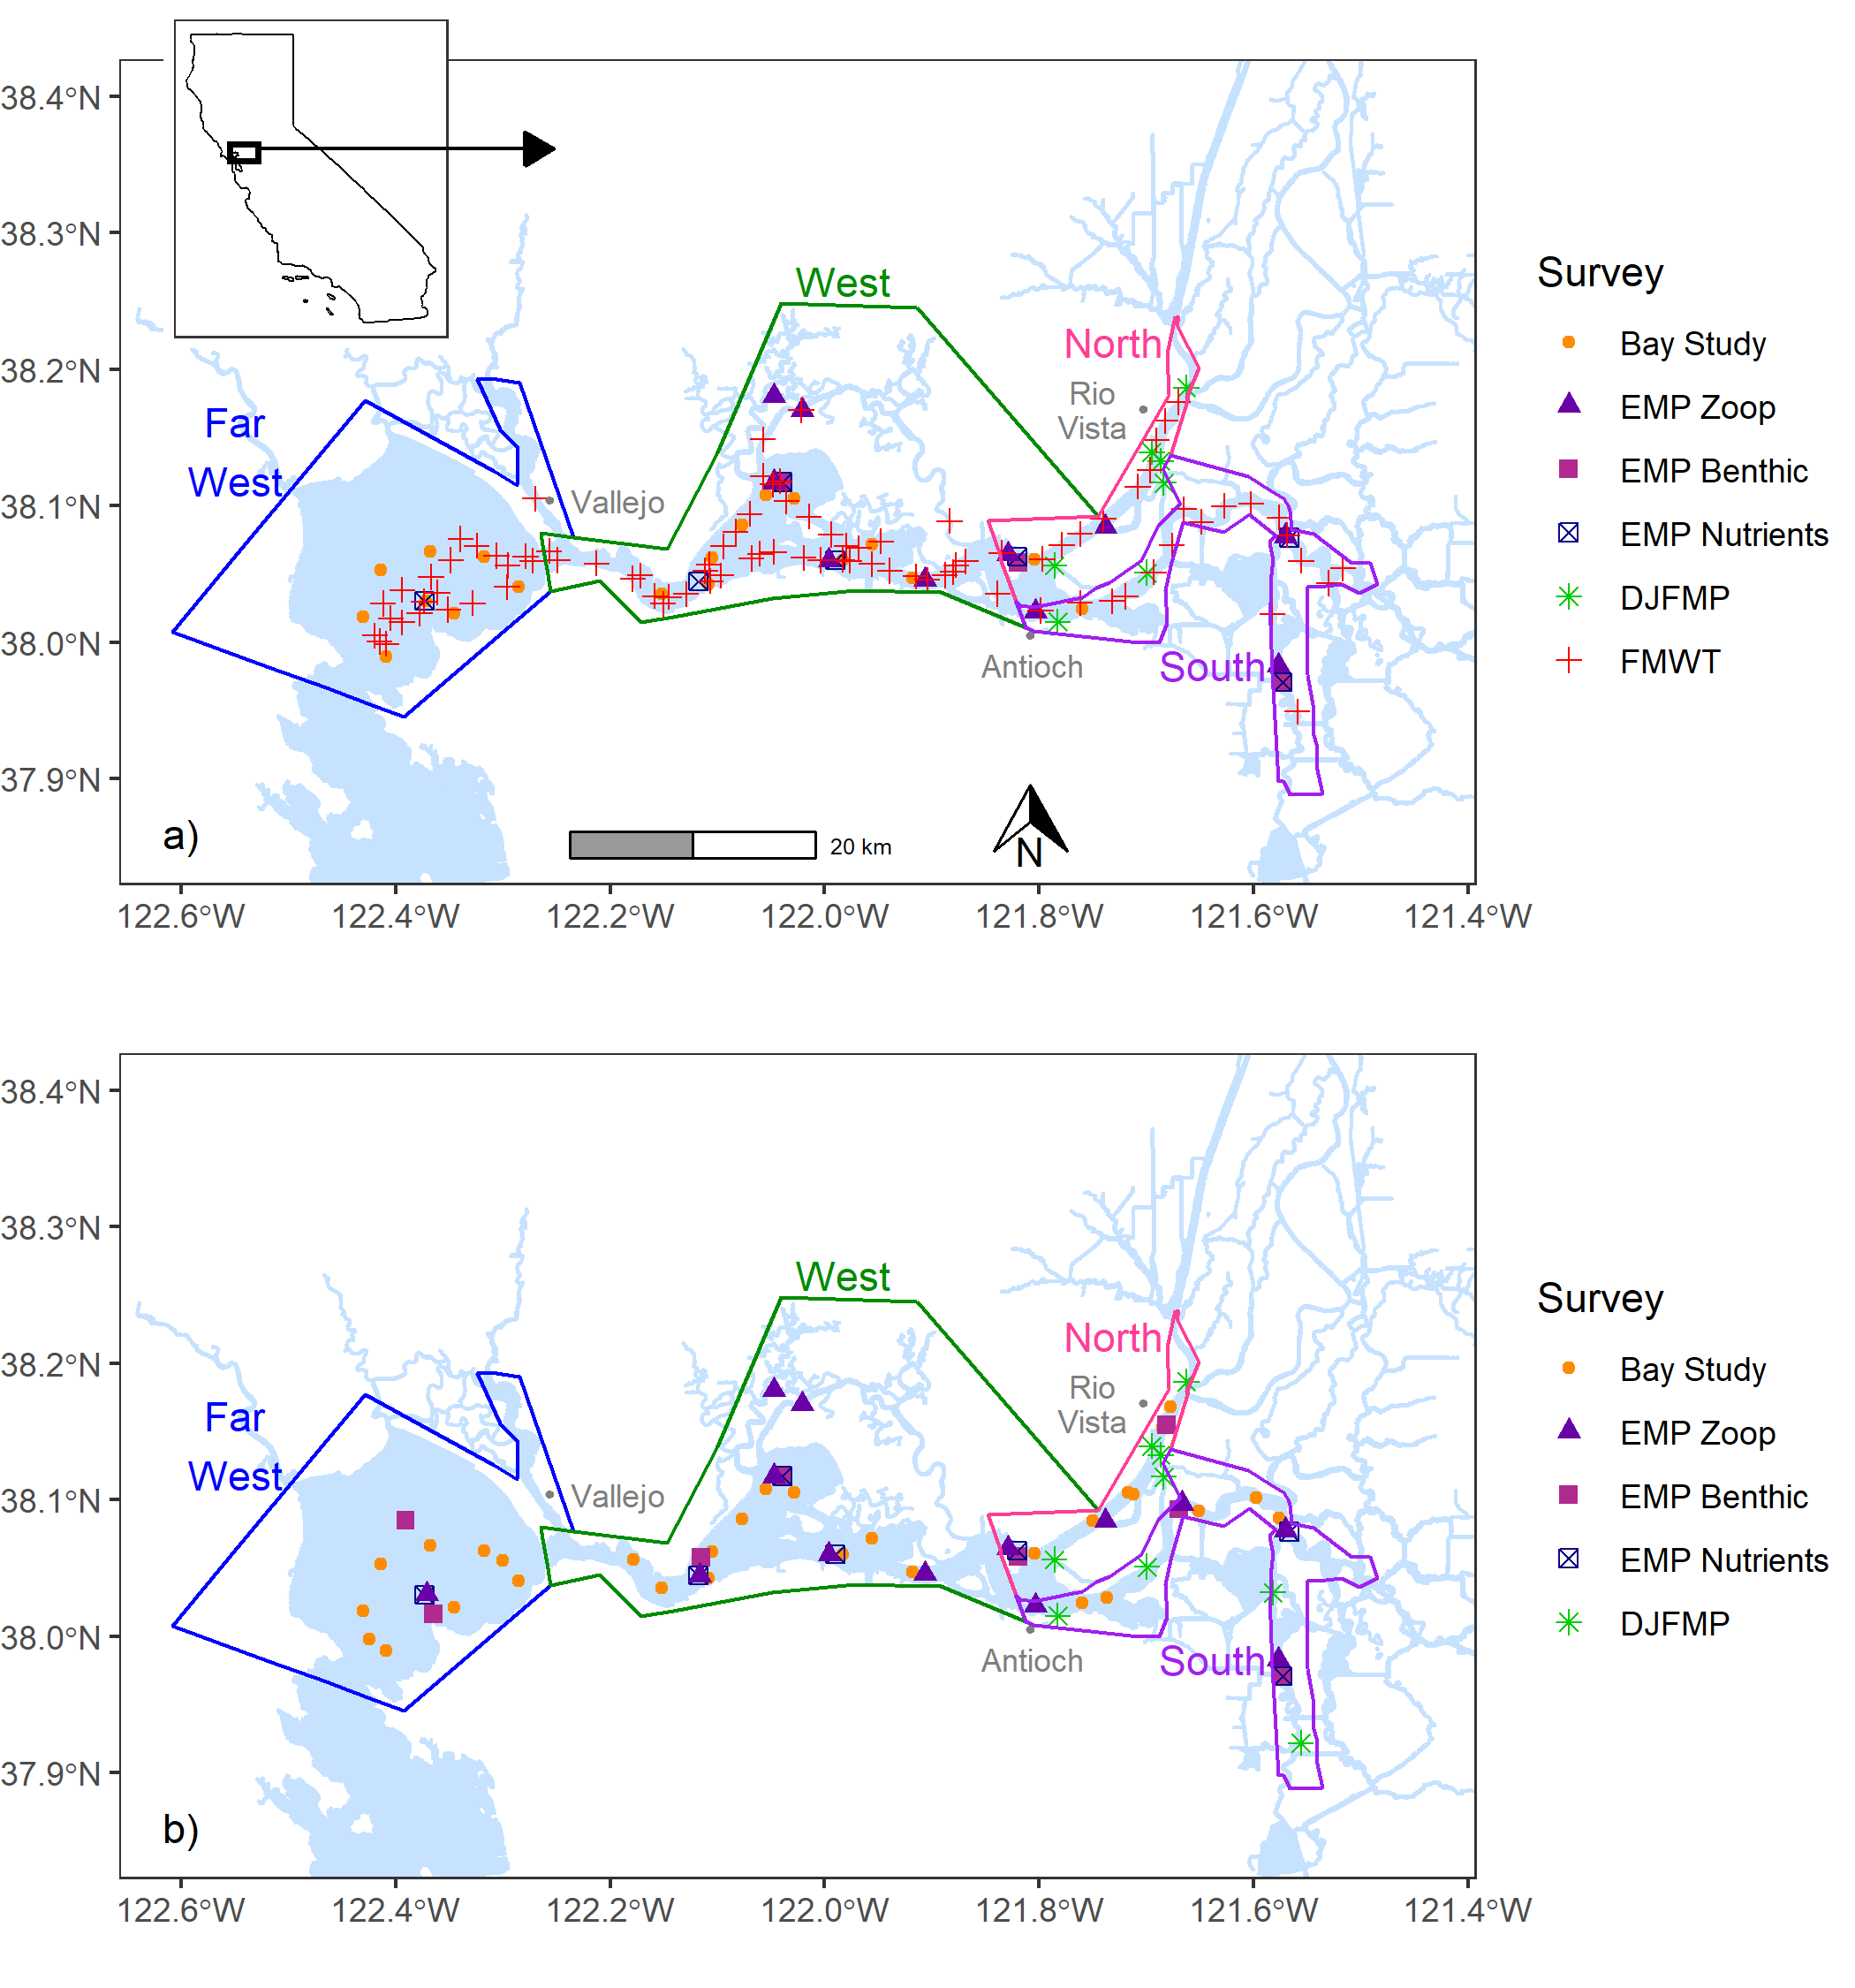 38.4°N
38.3°N
38.2°N
38.1°N
38.0°N
37.9°N
West
North
Far
West
Rio
Vista
Vallejo
Antioch
South
a)
20 km
N
122.6°W
122.4°W
122.2°W
122.0°W
121.8°W
121.6°W
121.4°W
Survey
Bay Study
EMP Zoop
EMP Benthic
EMP Nutrients
DJFMP
FMWT
38.4°N
38.3°N
38.2°N
38.1°N
38.0°N
37.9°N
West
North
Far
West
Rio
Vista
Vallejo
Antioch
South
b)
122.6°W
122.4°W
122.2°W
122.0°W
121.8°W
121.6°W
121.4°W
Survey
Bay Study
EMP Zoop
EMP Benthic
EMP Nutrients
DJFMP